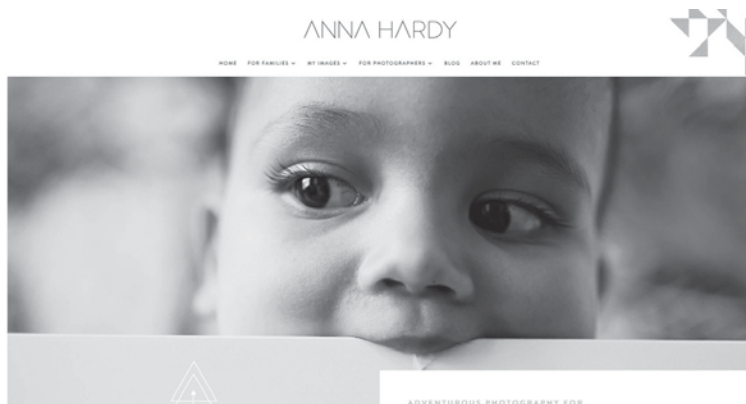 ANNA HARDY
HOME FOR FAMILIES MY IMAGES FOR PHOTOGRAPHERS BLOG ABOUT ME CONTACT
ADVENTUROUS PHOTOGRAPHY FOR